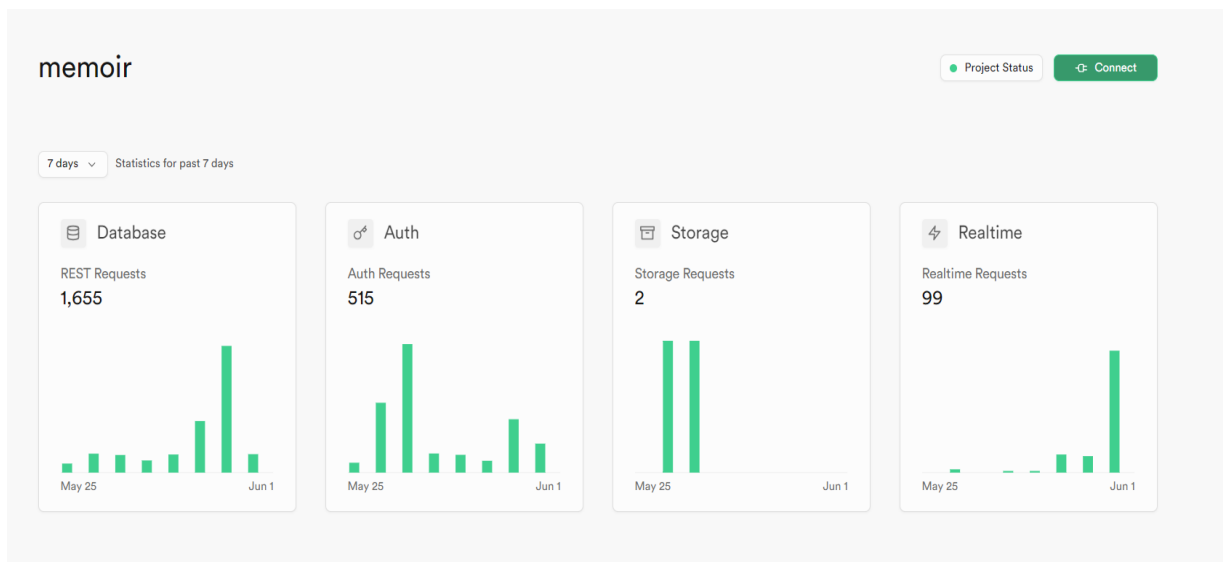 memoir
Project Status
Connect
7 days
Statistics for past 7 days
Database
REST Requests
1,655
May 25
Jun 1
Auth
Auth Requests
515
May 25
Jun 1
Storage
Storage Requests
2
May 25
Jun 1
Realtime
Realtime Requests
99
May 25
Jun 1